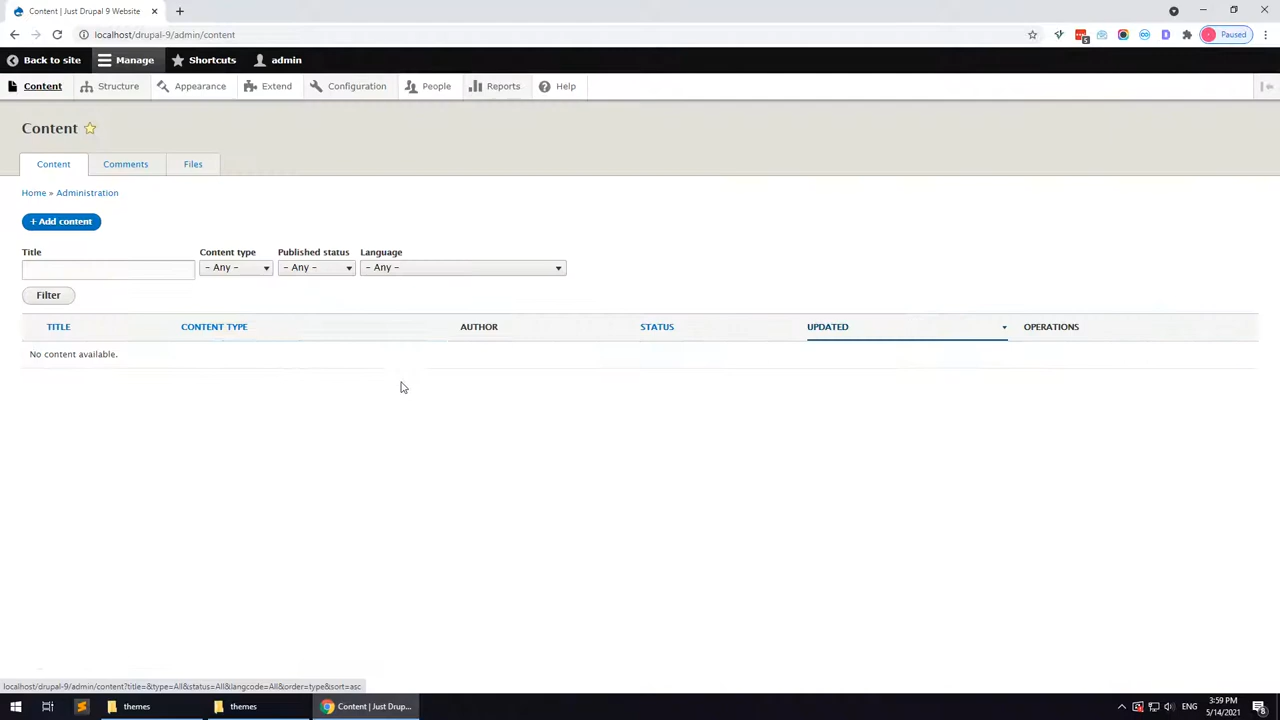 Content | Just Drupal 9 Website
localhost/drupal-9/admin/content
5
Paused
Back to site
Manage
Shortcuts
admin
Content
Structure
Appearance
Extend
Configuration
People
Reports
Help
Content
Content
Comments
Files
Home » Administration
+ Add content
Title
Content type
Published status
Language
- Any -
- Any -
- Any -
Filter
TITLE
CONTENT TYPE
AUTHOR
STATUS
UPDATED
OPERATIONS
No content available.
localhost/drupal-9/admin/content?title=&type=All&status=All&langcode=All&order=type&sort=asc
themes
themes
Content | Just Drup...
ENG
3:59 PM
5/14/2021
8